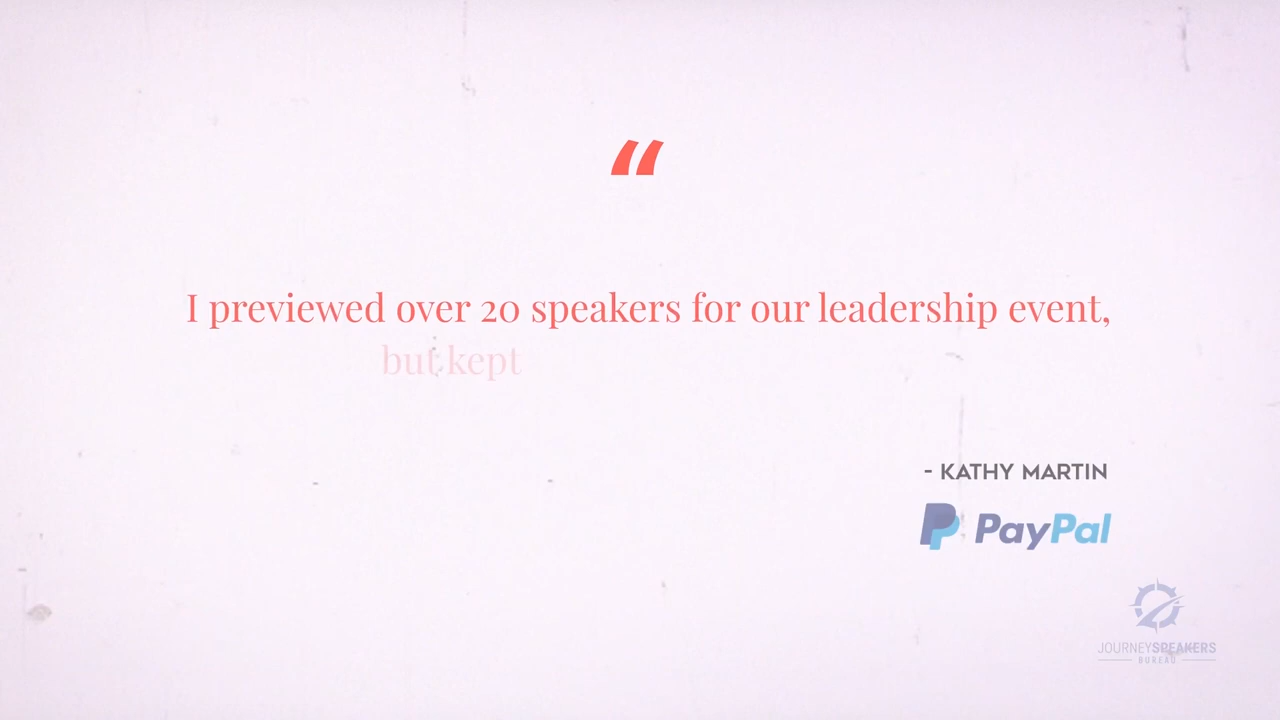 “
I previewed over 20 speakers for our leadership event,
but kept
- KATHY MARTIN
PayPal
JOURNEYSPEAKERS
BUREAU